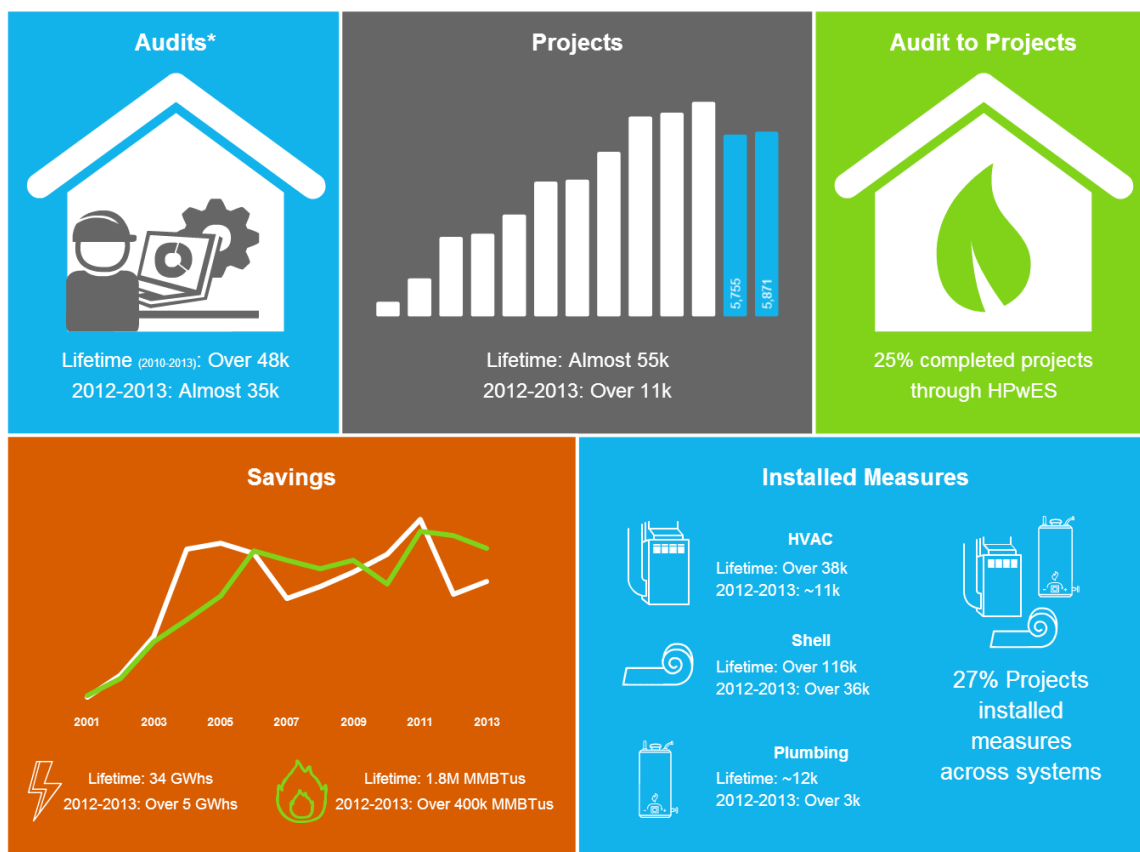 Audits*
Lifetime (2010-2013): Over 48k
2012-2013: Almost 35k
Projects
5,755
5,871
Lifetime: Almost 55k
2012-2013: Over 11k
Audit to Projects
25% completed projects
through HPwES
Savings
2001
2003
2005
2007
2009
2011
2013
Lifetime: 34 GWhs
2012-2013: Over 5 GWhs
Lifetime: 1.8M MMBTus
2012-2013: Over 400k MMBTus
Installed Measures
HVAC
Lifetime: Over 38k
2012-2013: ~11k
Shell
Lifetime: Over 116k
2012-2013: Over 36k
Plumbing
Lifetime: ~12k
2012-2013: Over 3k
27% Projects
installed
measures
across systems